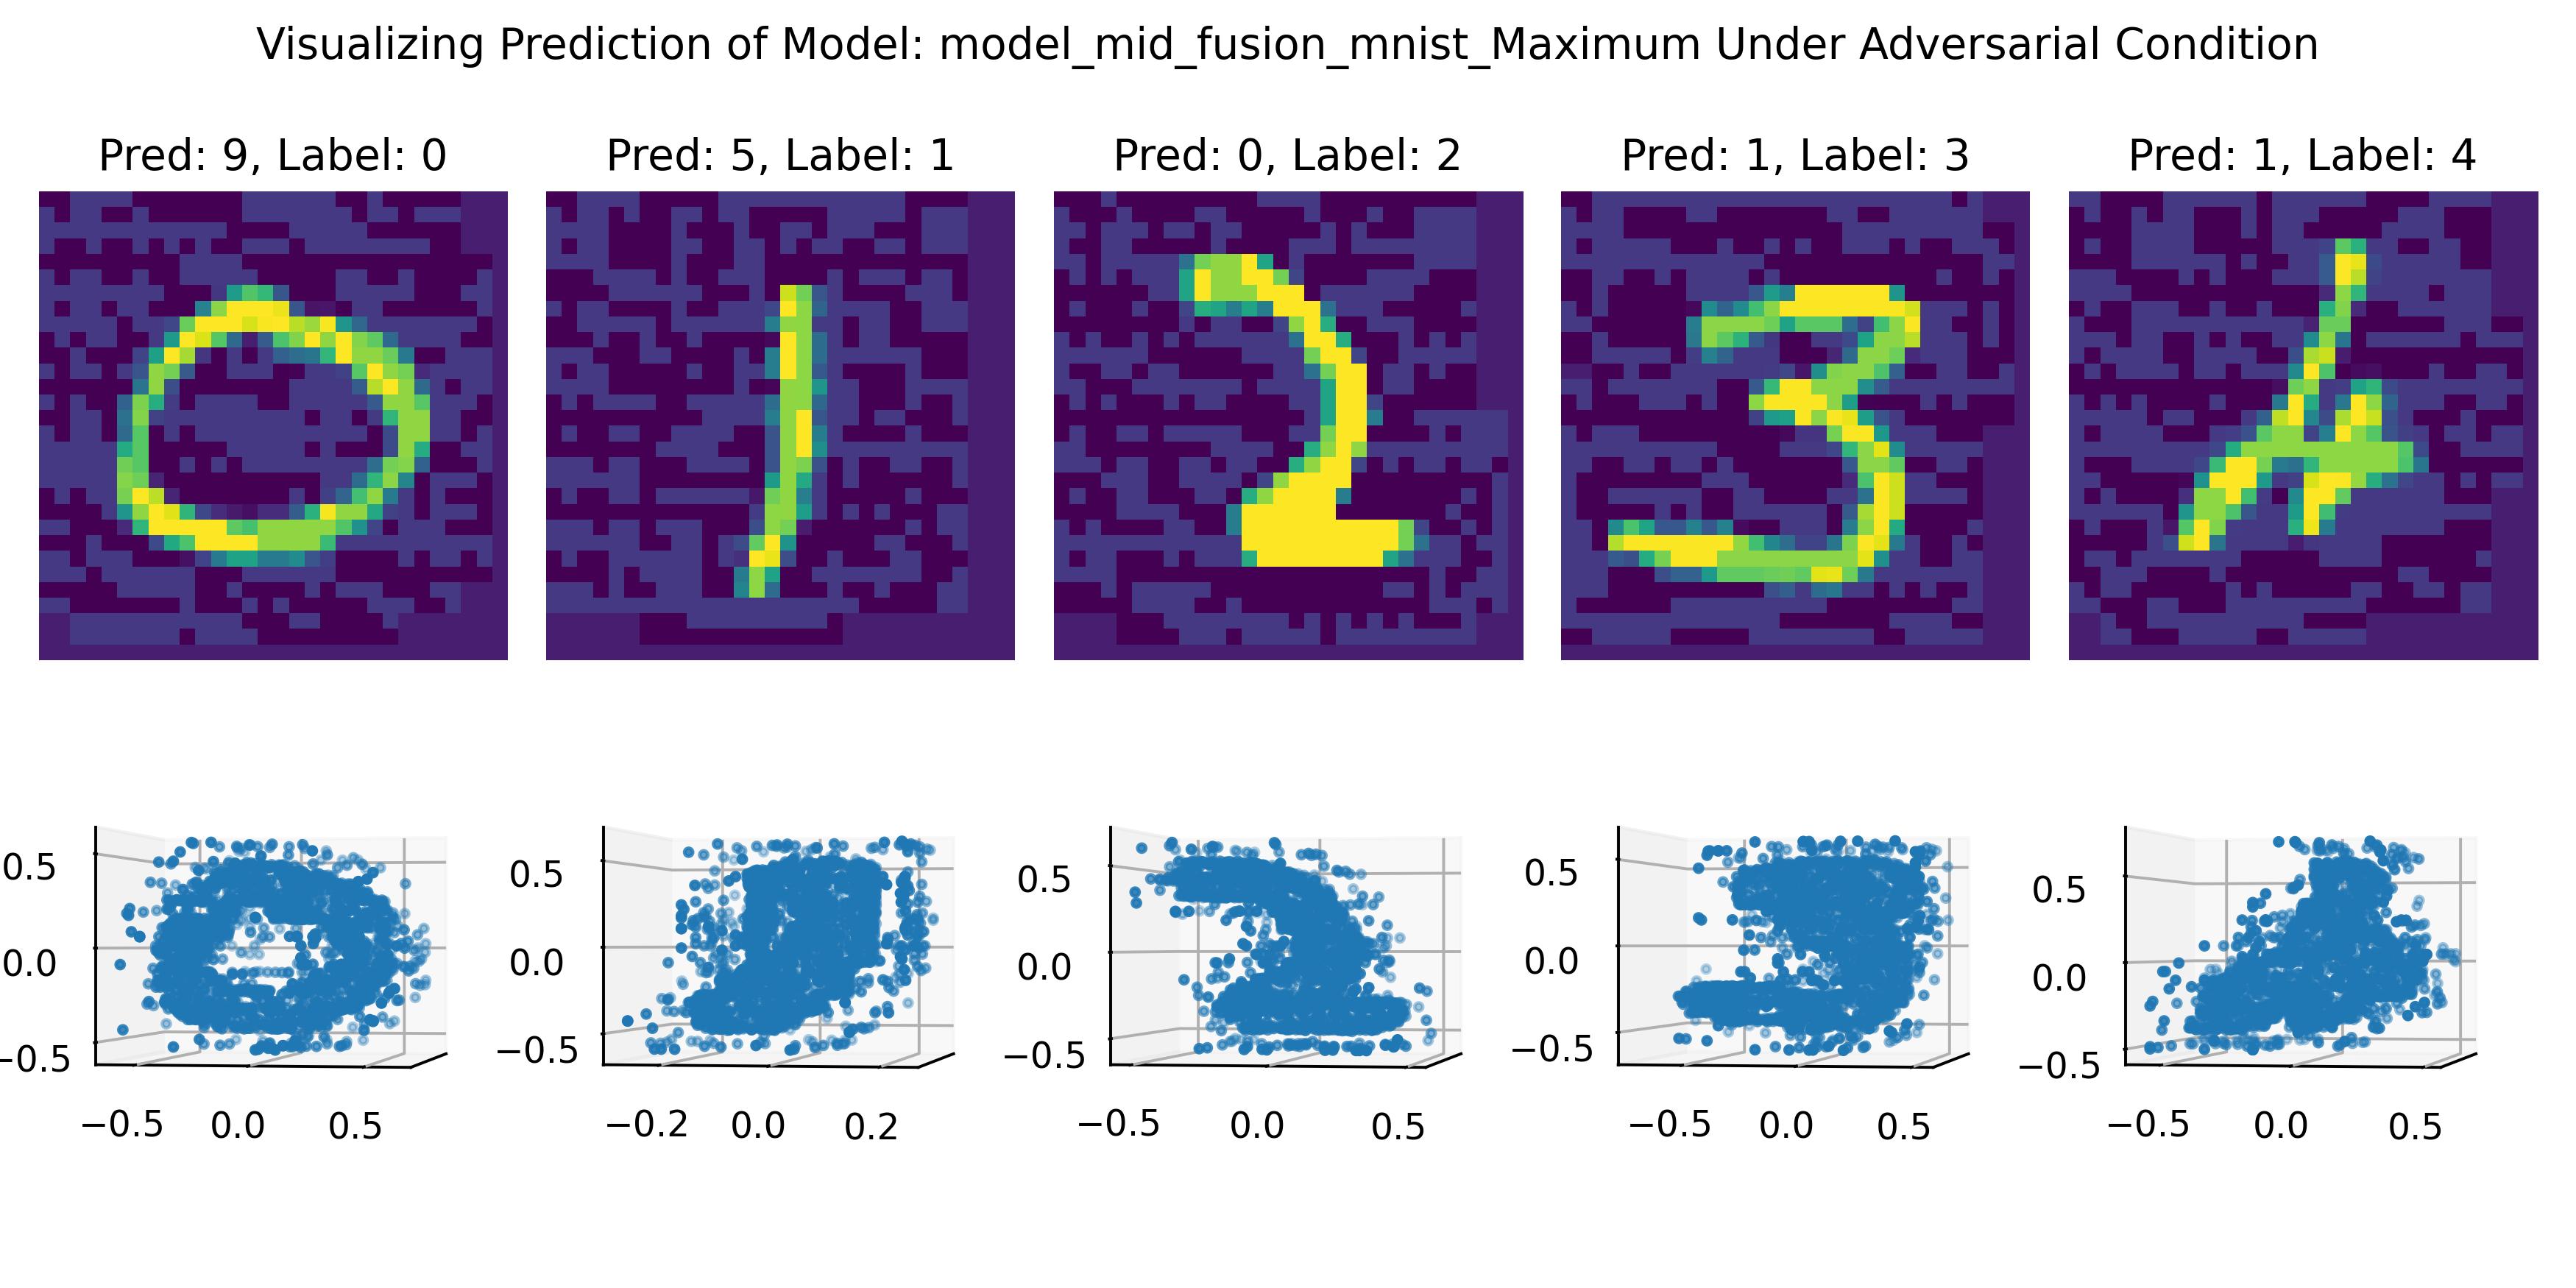 Visualizing Prediction of Model: model_mid_fusion_mnist_Maximum Under Adversarial Condition
Pred: 9, Label: 0
Pred: 5, Label: 1
Pred: 0, Label: 2
Pred: 1, Label: 3
Pred: 1, Label: 4
0.5
0.0
−0.5
−0.5 0.0 0.5
0.5
0.0
−0.5
−0.2 0.0 0.2
0.5
0.0
−0.5
−0.5 0.0 0.5
0.5
0.0
−0.5
−0.5 0.0 0.5
0.5
0.0
−0.5
−0.5 0.0 0.5